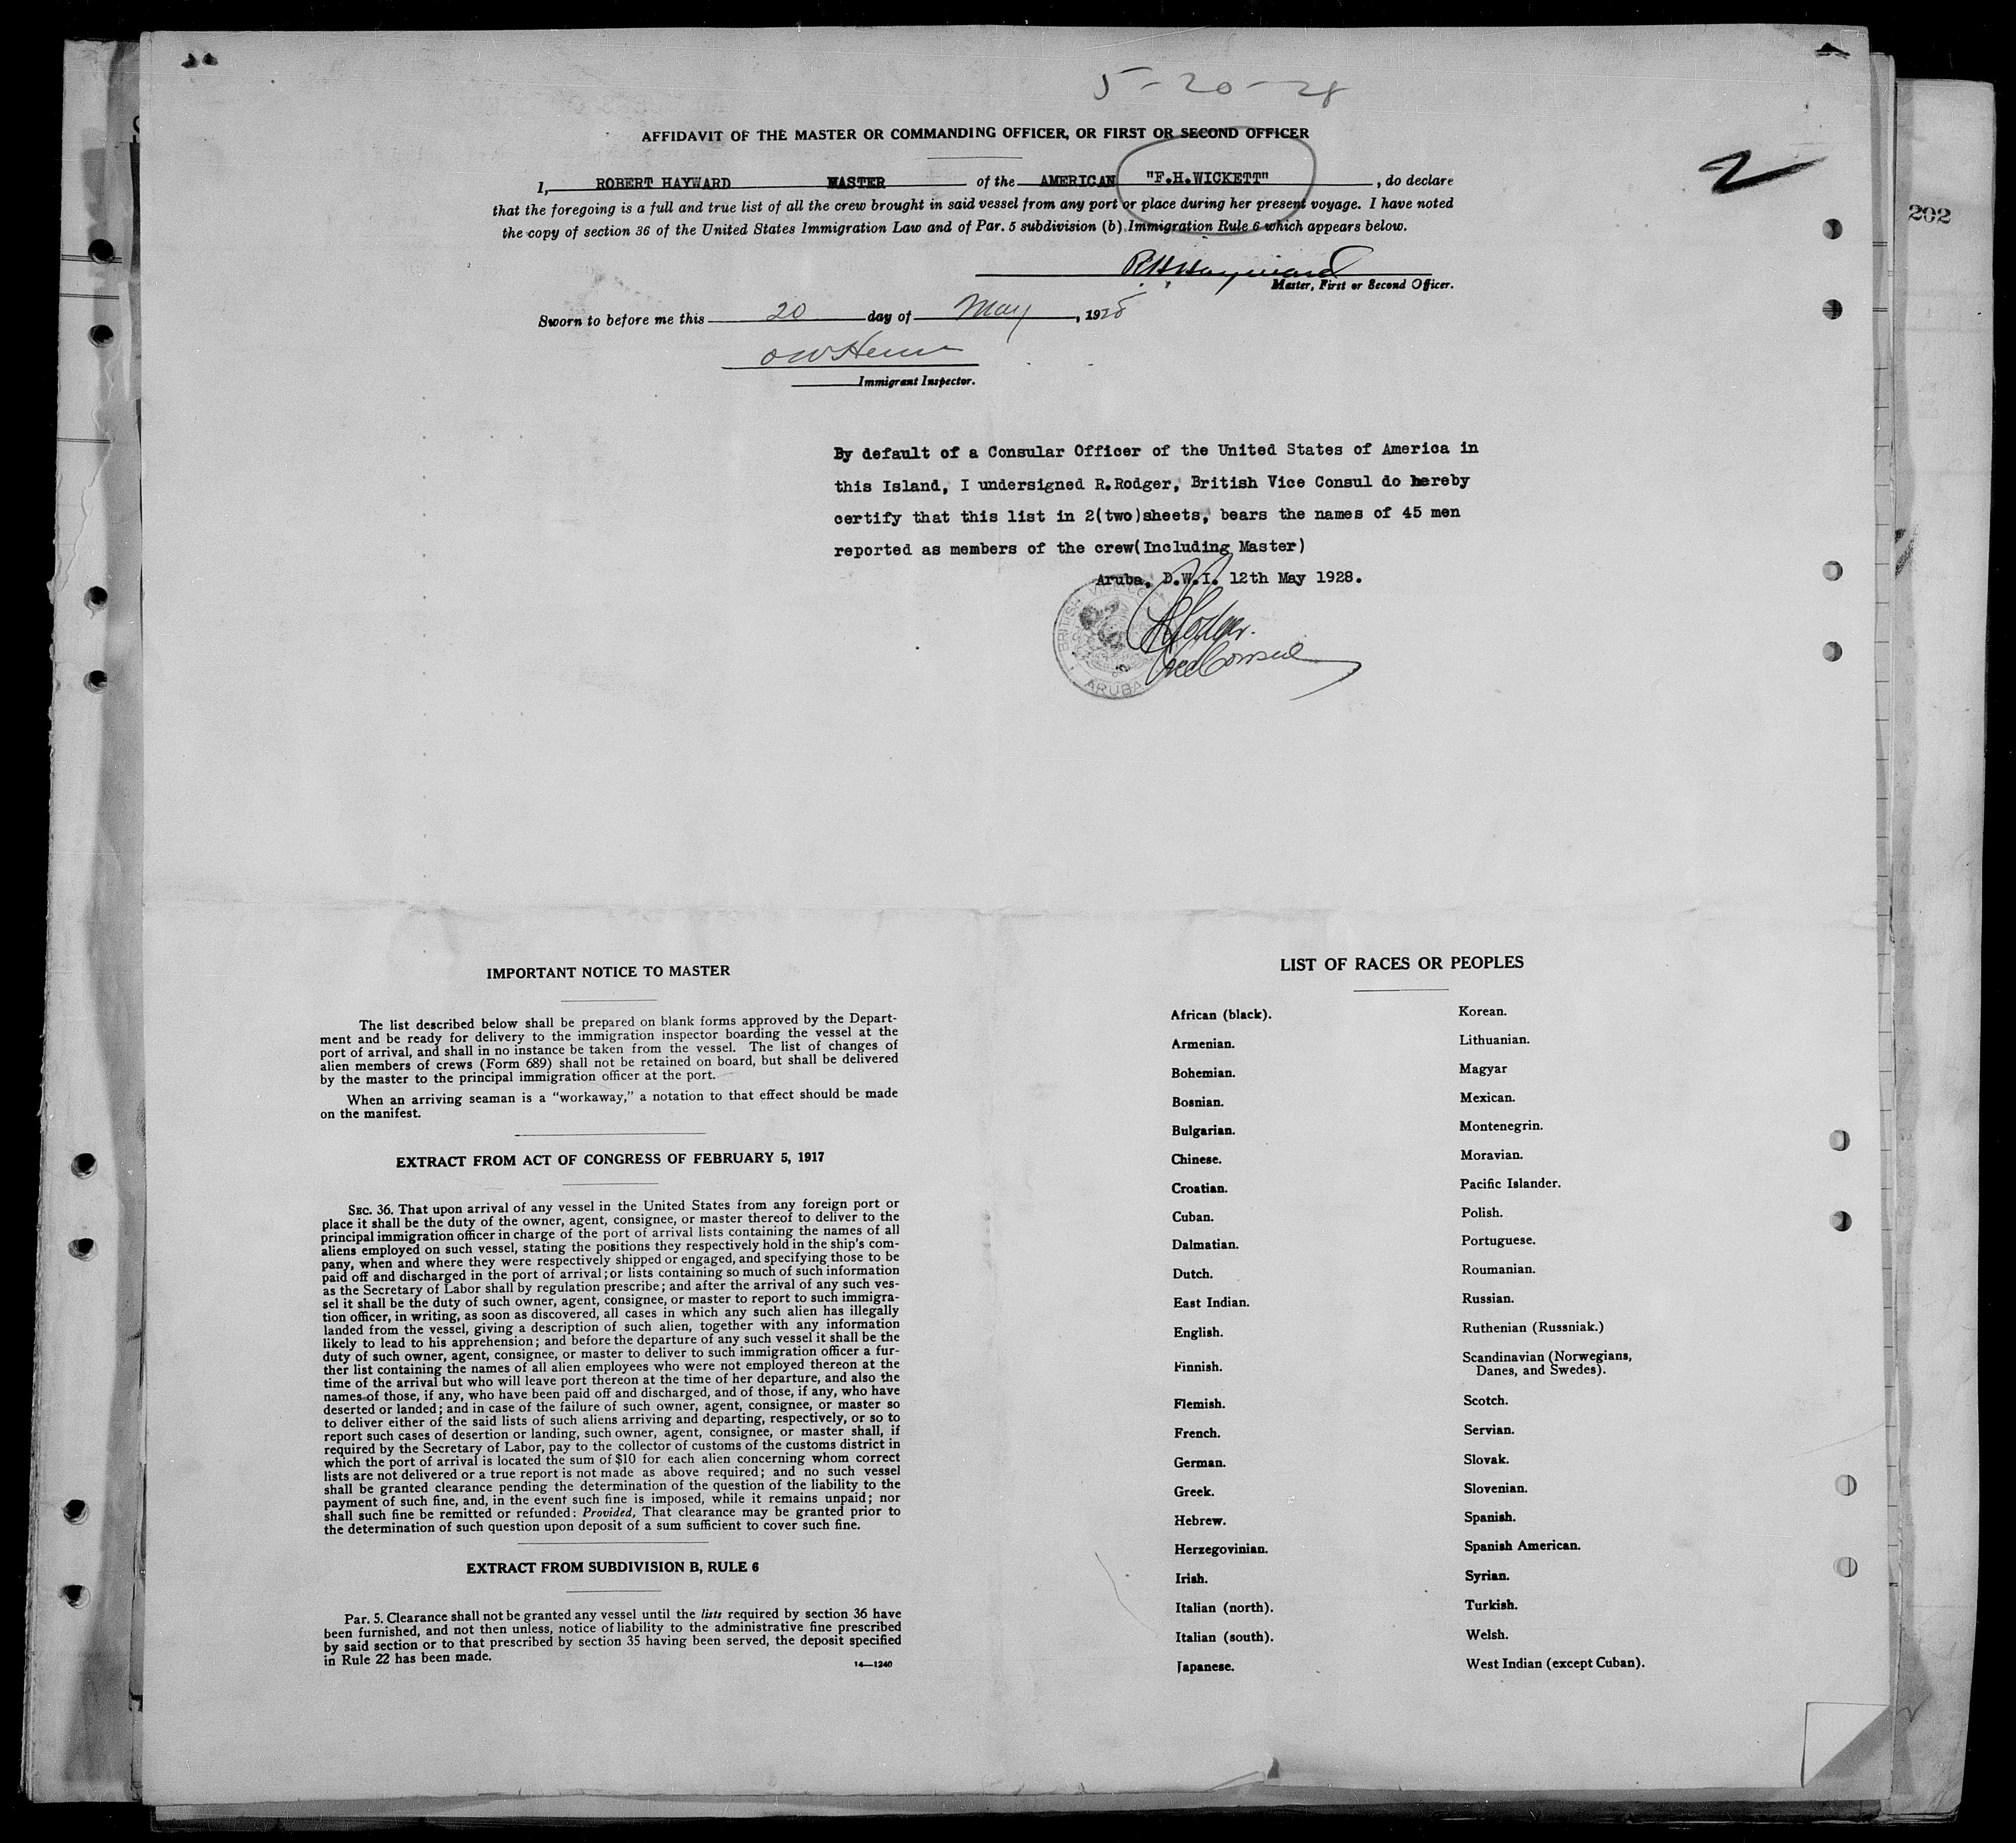 5-20-28
AFFIDAVIT OF THE MASTER OR COMMANDING OFFICER, OR FIRST OR SECOND OFFICER
2
I, ROBERT HAYWARD MASTER of the AMERICAN "F.H.WICKETT" , do declare
that the foregoing is a full and true list of all the crew brought in said vessel from any port or place during her present voyage. I have noted
the copy of section 36 of the United States Immigration Law and of Par. 5 subdivision (b) Immigration Rule 6 which appears below.
202
R H Hayward
Master, First or Second Officer.
Sworn to before me this 20 day of May , 1928
Immigrant Inspector.
By default of a Consular Officer of the United States of America in
this Island, I undersigned R.Rodger, British Vice Consul do hereby
certify that this list in 2(two)sheets, bears the names of 45 men
reported as members of the crew(Including Master)
Aruba, D.W.I. 12th May 1928.
BRITISH VICE CONSUL
ARUBA
R Rodger.
Vice Consul
IMPORTANT NOTICE TO MASTER
The list described below shall be prepared on blank forms approved by the Depart-
ment and be ready for delivery to the immigration inspector boarding the vessel at the
port of arrival, and shall in no instance be taken from the vessel. The list of changes of
alien members of crews (Form 689) shall not be retained on board, but shall be delivered
by the master to the principal immigration officer at the port.
When an arriving seaman is a "workaway," a notation to that effect should be made
on the manifest.
EXTRACT FROM ACT OF CONGRESS OF FEBRUARY 5, 1917
SEC. 36. That upon arrival of any vessel in the United States from any foreign port or
place it shall be the duty of the owner, agent, consignee, or master thereof to deliver to the
principal immigration officer in charge of the port of arrival lists containing the names of all
aliens employed on such vessel, stating the positions they respectively hold in the ship's com-
pany, when and where they were respectively shipped or engaged, and specifying those to be
paid off and discharged in the port of arrival; or lists containing so much of such information
as the Secretary of Labor shall by regulation prescribe; and after the arrival of any such ves-
sel it shall be the duty of such owner, agent, consignee, or master to report to such immigra-
tion officer, in writing, as soon as discovered, all cases in which any such alien has illegally
landed from the vessel, giving a description of such alien, together with any information
likely to lead to his apprehension; and before the departure of any such vessel it shall be the
duty of such owner, agent, consignee, or master to deliver to such immigration officer a fur-
ther list containing the names of all alien employees who were not employed thereon at the
time of the arrival but who will leave port thereon at the time of her departure, and also the
names of those, if any, who have been paid off and discharged, and of those, if any, who have
deserted or landed; and in case of the failure of such owner, agent, consignee, or master so
to deliver either of the said lists of such aliens arriving and departing, respectively, or so to
report such cases of desertion or landing, such owner, agent, consignee, or master shall, if
required by the Secretary of Labor, pay to the collector of customs of the customs district in
which the port of arrival is located the sum of $10 for each alien concerning whom correct
lists are not delivered or a true report is not made as above required; and no such vessel
shall be granted clearance pending the determination of the question of the liability to the
payment of such fine, and, in the event such fine is imposed, while it remains unpaid; nor
shall such fine be remitted or refunded: Provided, That clearance may be granted prior to
the determination of such question upon deposit of a sum sufficient to cover such fine.
EXTRACT FROM SUBDIVISION B, RULE 6
Par. 5. Clearance shall not be granted any vessel until the lists required by section 36 have
been furnished, and not then unless, notice of liability to the administrative fine prescribed
by said section or to that prescribed by section 35 having been served, the deposit specified
in Rule 22 has been made.
14—1240
LIST OF RACES OR PEOPLES
African (black).
Armenian.
Bohemian.
Bosnian.
Bulgarian.
Chinese.
Croatian.
Cuban.
Dalmatian.
Dutch.
East Indian.
English.
Finnish.
Flemish.
French.
German.
Greek.
Hebrew.
Herzegovinian.
Irish.
Italian (north).
Italian (south).
Japanese.
Korean.
Lithuanian.
Magyar
Mexican.
Montenegrin.
Moravian.
Pacific Islander.
Polish.
Portuguese.
Roumanian.
Russian.
Ruthenian (Russniak.)
Scandinavian (Norwegians,
Danes, and Swedes).
Scotch.
Servian.
Slovak.
Slovenian.
Spanish.
Spanish American.
Syrian.
Turkish.
Welsh.
West Indian (except Cuban).